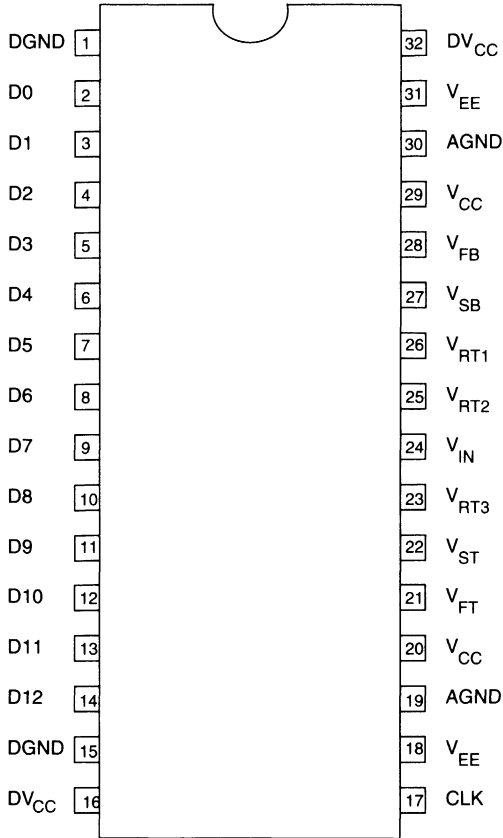 DGND 1 32 DVCC
D0 2 31 VEE
D1 3 30 AGND
D2 4 29 VCC
D3 5 28 VFB
D4 6 27 VSB
D5 7 26 VRT1
D6 8 25 VRT2
D7 9 24 VIN
D8 10 23 VRT3
D9 11 22 VST
D10 12 21 VFT
D11 13 20 VCC
D12 14 19 AGND
DGND 15 18 VEE
DVCC 16 17 CLK